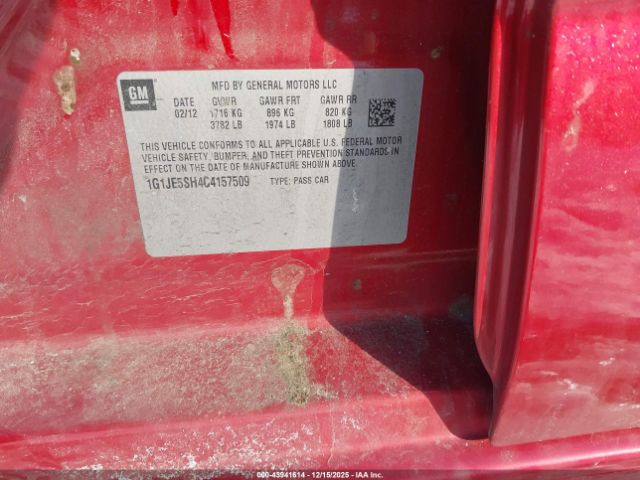 GM
MFD BY GENERAL MOTORS LLC
DATE GVWR GAWR FRT GAWR RR
02/12 1716 KG 896 KG 820 KG
3782 LB 1974 LB 1808 LB
THIS VEHICLE CONFORMS TO ALL APPLICABLE U.S. FEDERAL MOTOR
VEHICLE SAFETY, BUMPER, AND THEFT PREVENTION STANDARDS IN
EFFECT ON THE DATE OF MANUFACTURE SHOWN ABOVE.
1G1JE5SH4C4157509 TYPE: PASS CAR
00-43941614 - 12/15/2025 - IAA Inc.